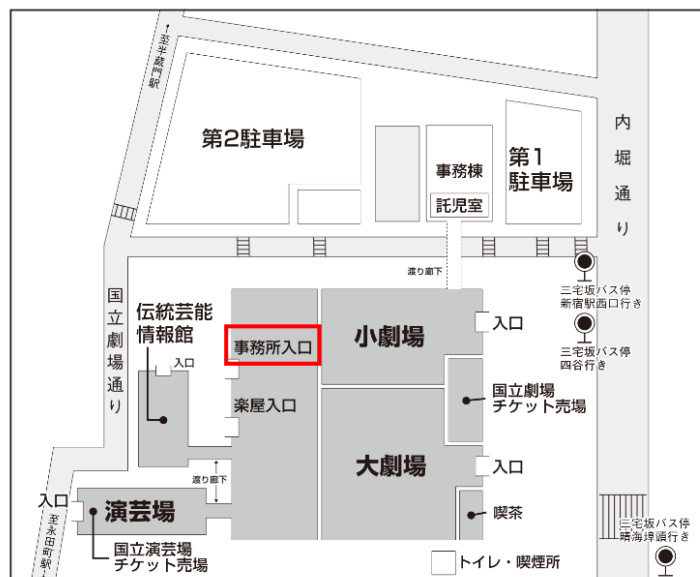 ←至半蔵門駅
第2駐車場
事務棟
託児室
第1
駐車場
内堀通り
渡り廊下
三宅坂バス停
新宿駅西口行き
国立劇場通り
伝統芸能
情報館
入口
事務所入口
小劇場
入口
三宅坂バス停
四谷行き
楽屋入口
国立劇場
チケット売場
大劇場
入口
渡り廊下
入口
演芸場
喫茶
至永田町駅
国立演芸場
チケット売場
トイレ・喫煙所
三宅坂バス停
晴海埠頭行き